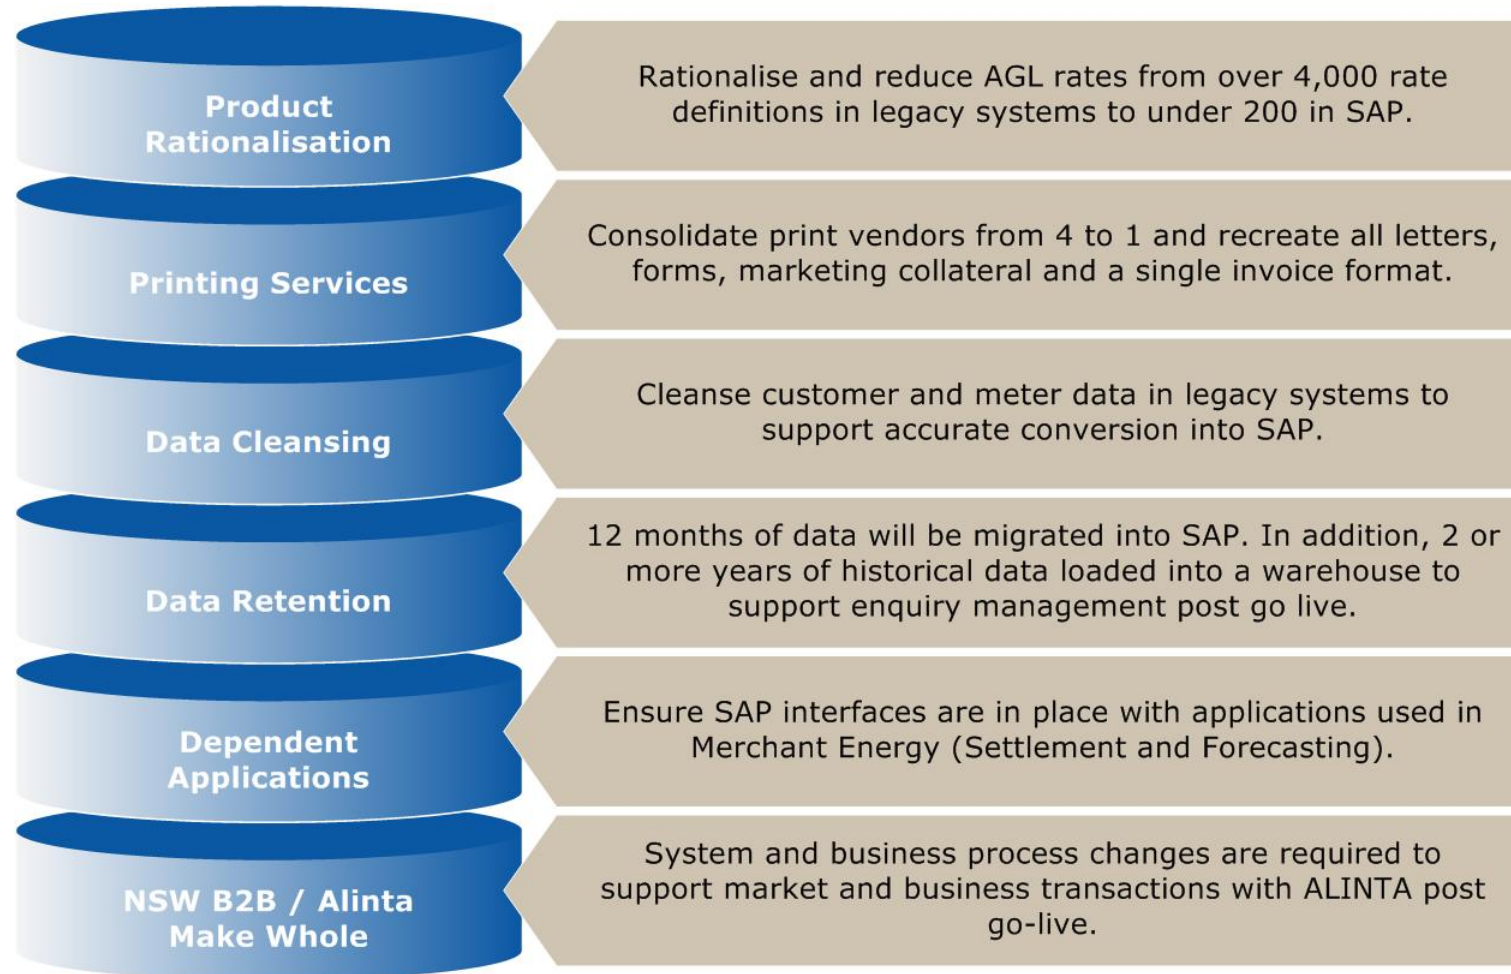 Product
Rationalisation
Rationalise and reduce AGL rates from over 4,000 rate
definitions in legacy systems to under 200 in SAP.
Printing Services
Consolidate print vendors from 4 to 1 and recreate all letters,
forms, marketing collateral and a single invoice format.
Data Cleansing
Cleanse customer and meter data in legacy systems to
support accurate conversion into SAP.
Data Retention
12 months of data will be migrated into SAP. In addition, 2 or
more years of historical data loaded into a warehouse to
support enquiry management post go live.
Dependent
Applications
Ensure SAP interfaces are in place with applications used in
Merchant Energy (Settlement and Forecasting).
NSW B2B / Alinta
Make Whole
System and business process changes are required to
support market and business transactions with ALINTA post
go-live.